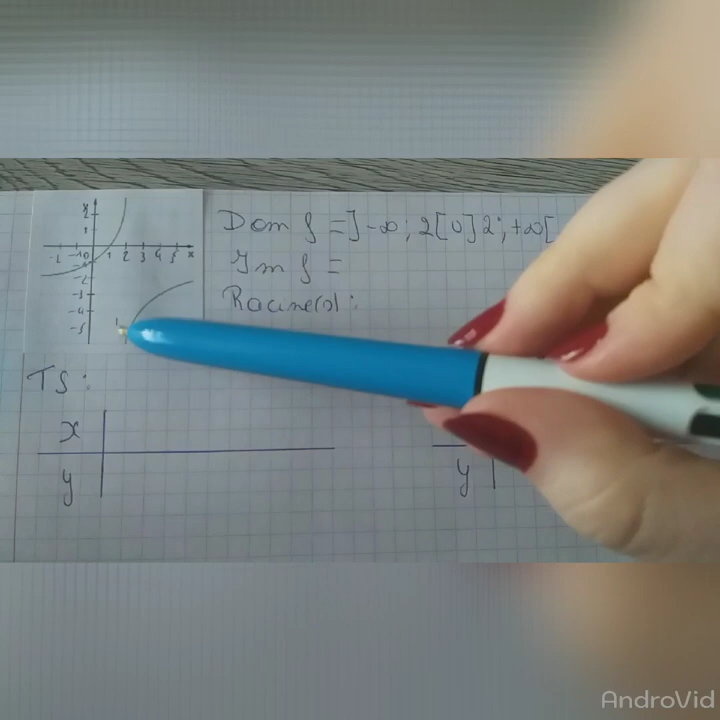 Dom f = ]-∞; 2[ U ]2; +∞[
Im f =
Racine(s):
TS:
x
y
y
AndroVid